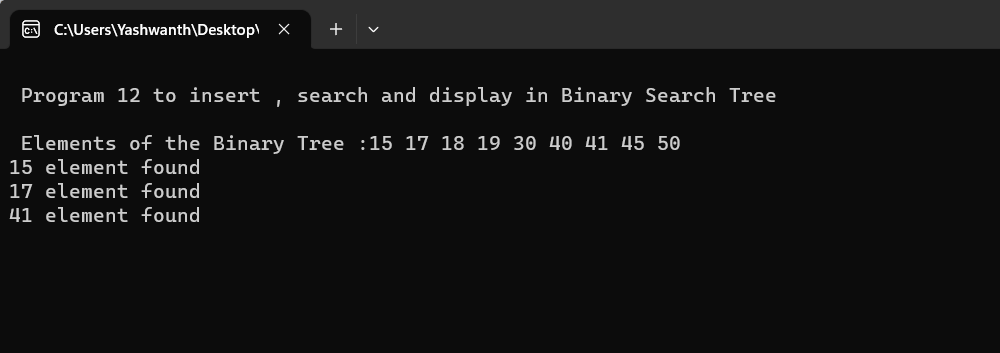 C:\Users\Yashwanth\Desktop\
Program 12 to insert , search and display in Binary Search Tree
Elements of the Binary Tree :15 17 18 19 30 40 41 45 50
15 element found
17 element found
41 element found